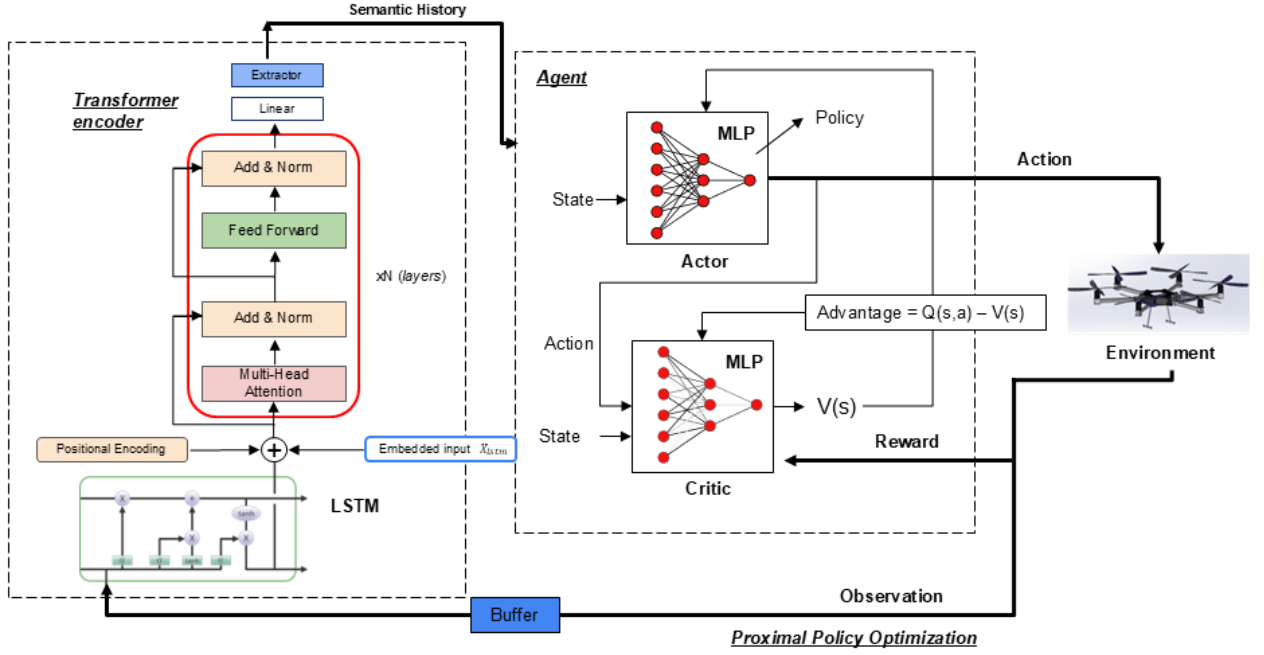 Semantic History
Transformer
encoder
Extractor
Linear
Add & Norm
Feed Forward
xN (layers)
Add & Norm
Multi-Head
Attention
Positional Encoding
+
Embedded input X_lstm
LSTM
X
x
tanh
X
X
tanh
Agent
MLP
Policy
State
Actor
Action
Advantage = Q(s,a) – V(s)
Action
MLP
V(s)
State
Critic
Reward
Environment
Observation
Buffer
Proximal Policy Optimization